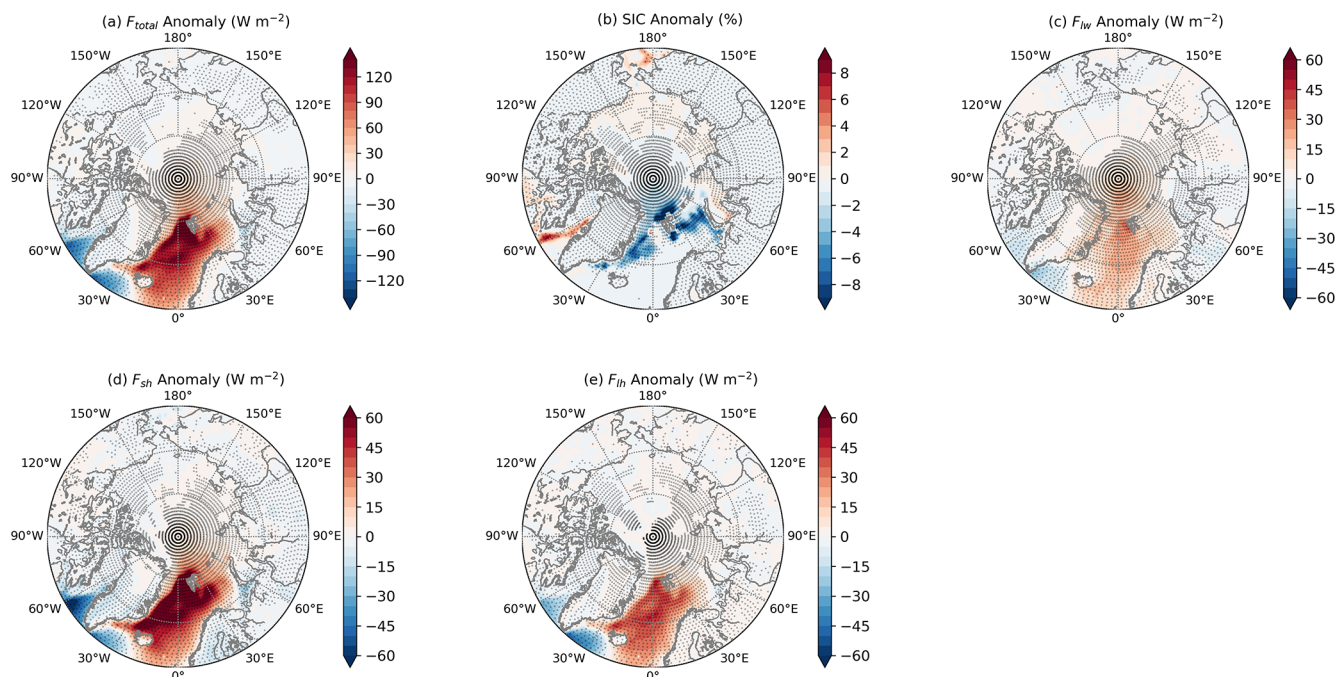 (a) F_total Anomaly (W m⁻²)
180°
150°W
150°E
120°W
90°W
90°E
60°W
60°E
30°W
30°E
0°
120
90
60
30
0
−30
−60
−90
−120
(b) SIC Anomaly (%)
180°
150°W
150°E
120°W
120°E
90°W
90°E
60°W
60°E
30°W
30°E
0°
8
6
4
2
0
−2
−4
−6
−8
(c) F_lw Anomaly (W m⁻²)
180°
150°W
150°E
120°W
120°E
90°W
90°E
60°W
60°E
30°W
30°E
0°
60
45
30
15
0
−15
−30
−45
−60
(d) F_sh Anomaly (W m⁻²)
180°
150°W
150°E
120°W
120°E
90°W
90°E
60°W
60°E
30°W
30°E
0°
60
45
30
15
0
−15
−30
−45
−60
(e) F_lh Anomaly (W m⁻²)
180°
150°W
150°E
120°W
120°E
90°W
90°E
60°W
60°E
30°W
30°E
0°
60
45
30
15
0
−15
−30
−45
−60